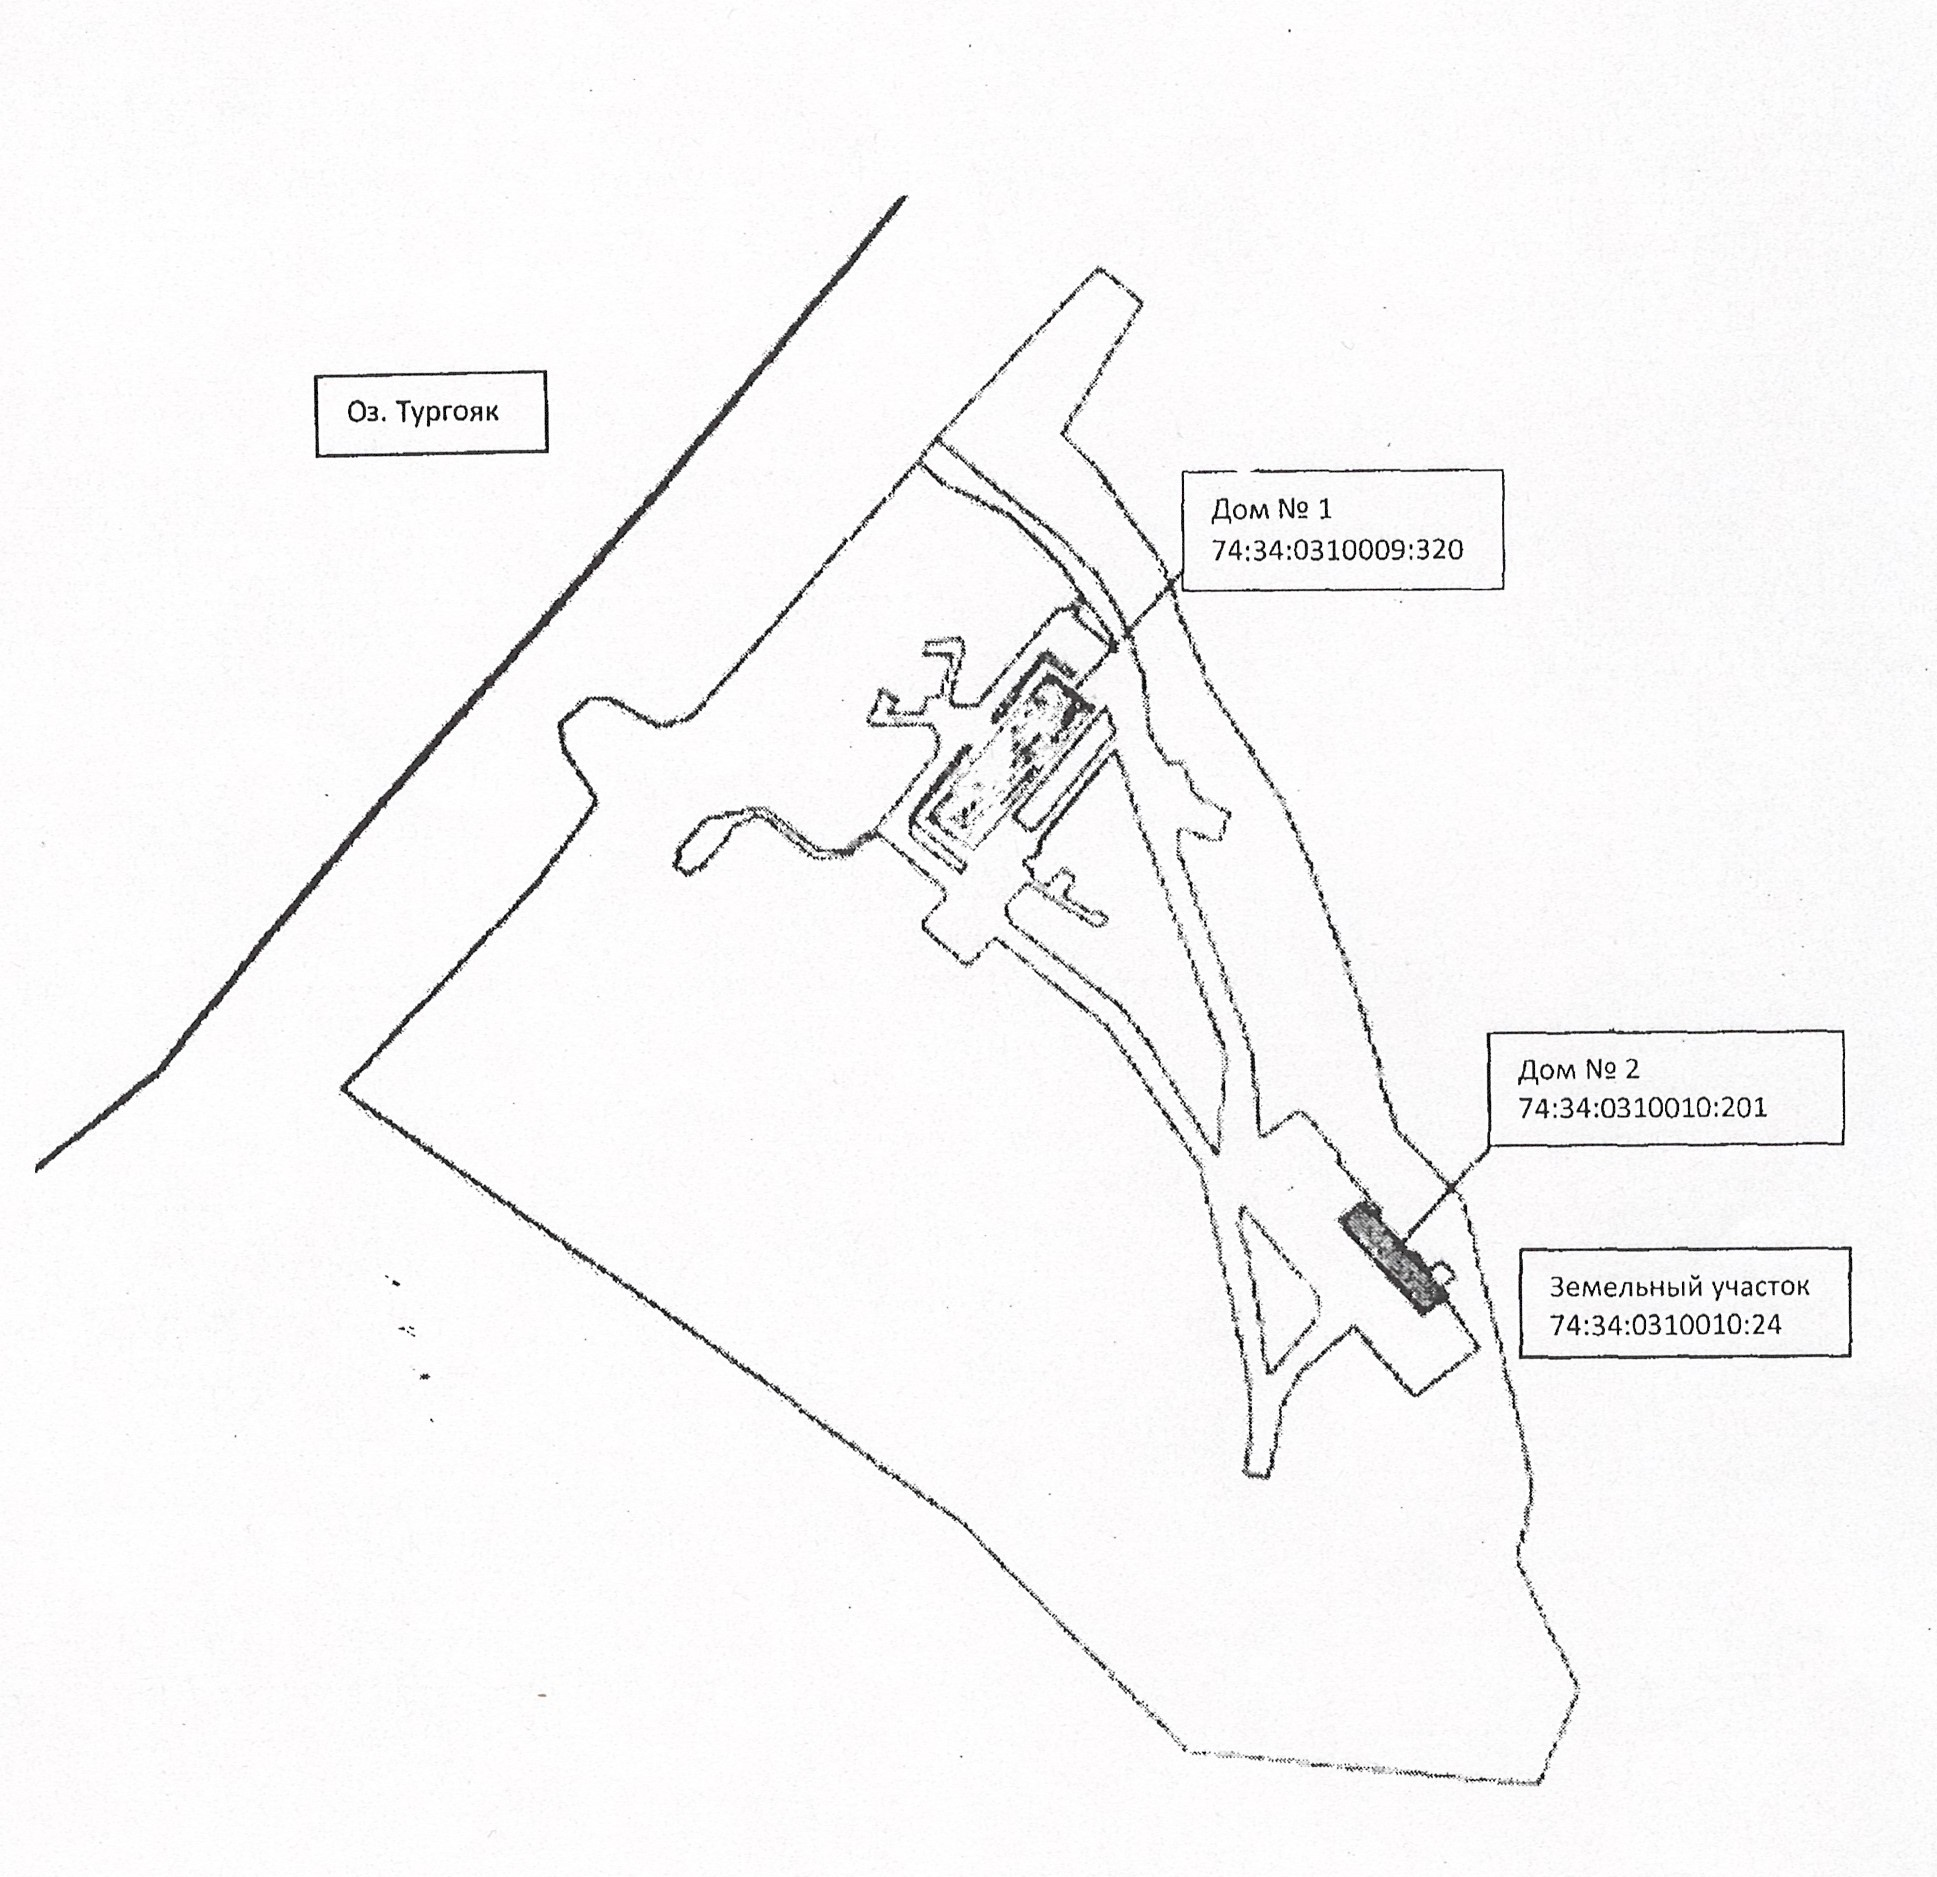 Оз. Тургояк
Дом № 1
74:34:0310009:320
Дом № 2
74:34:0310010:201
Земельный участок
74:34:0310010:24